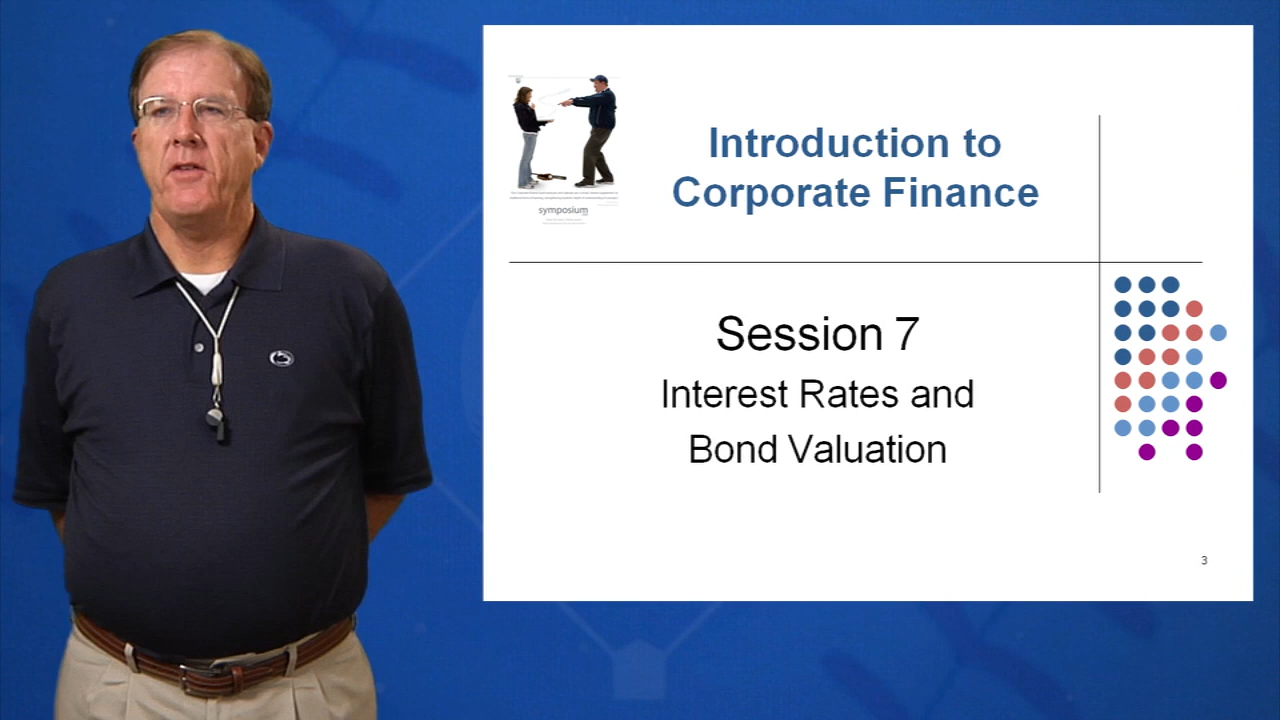 symposium
Introduction to
Corporate Finance
Session 7
Interest Rates and
Bond Valuation
3